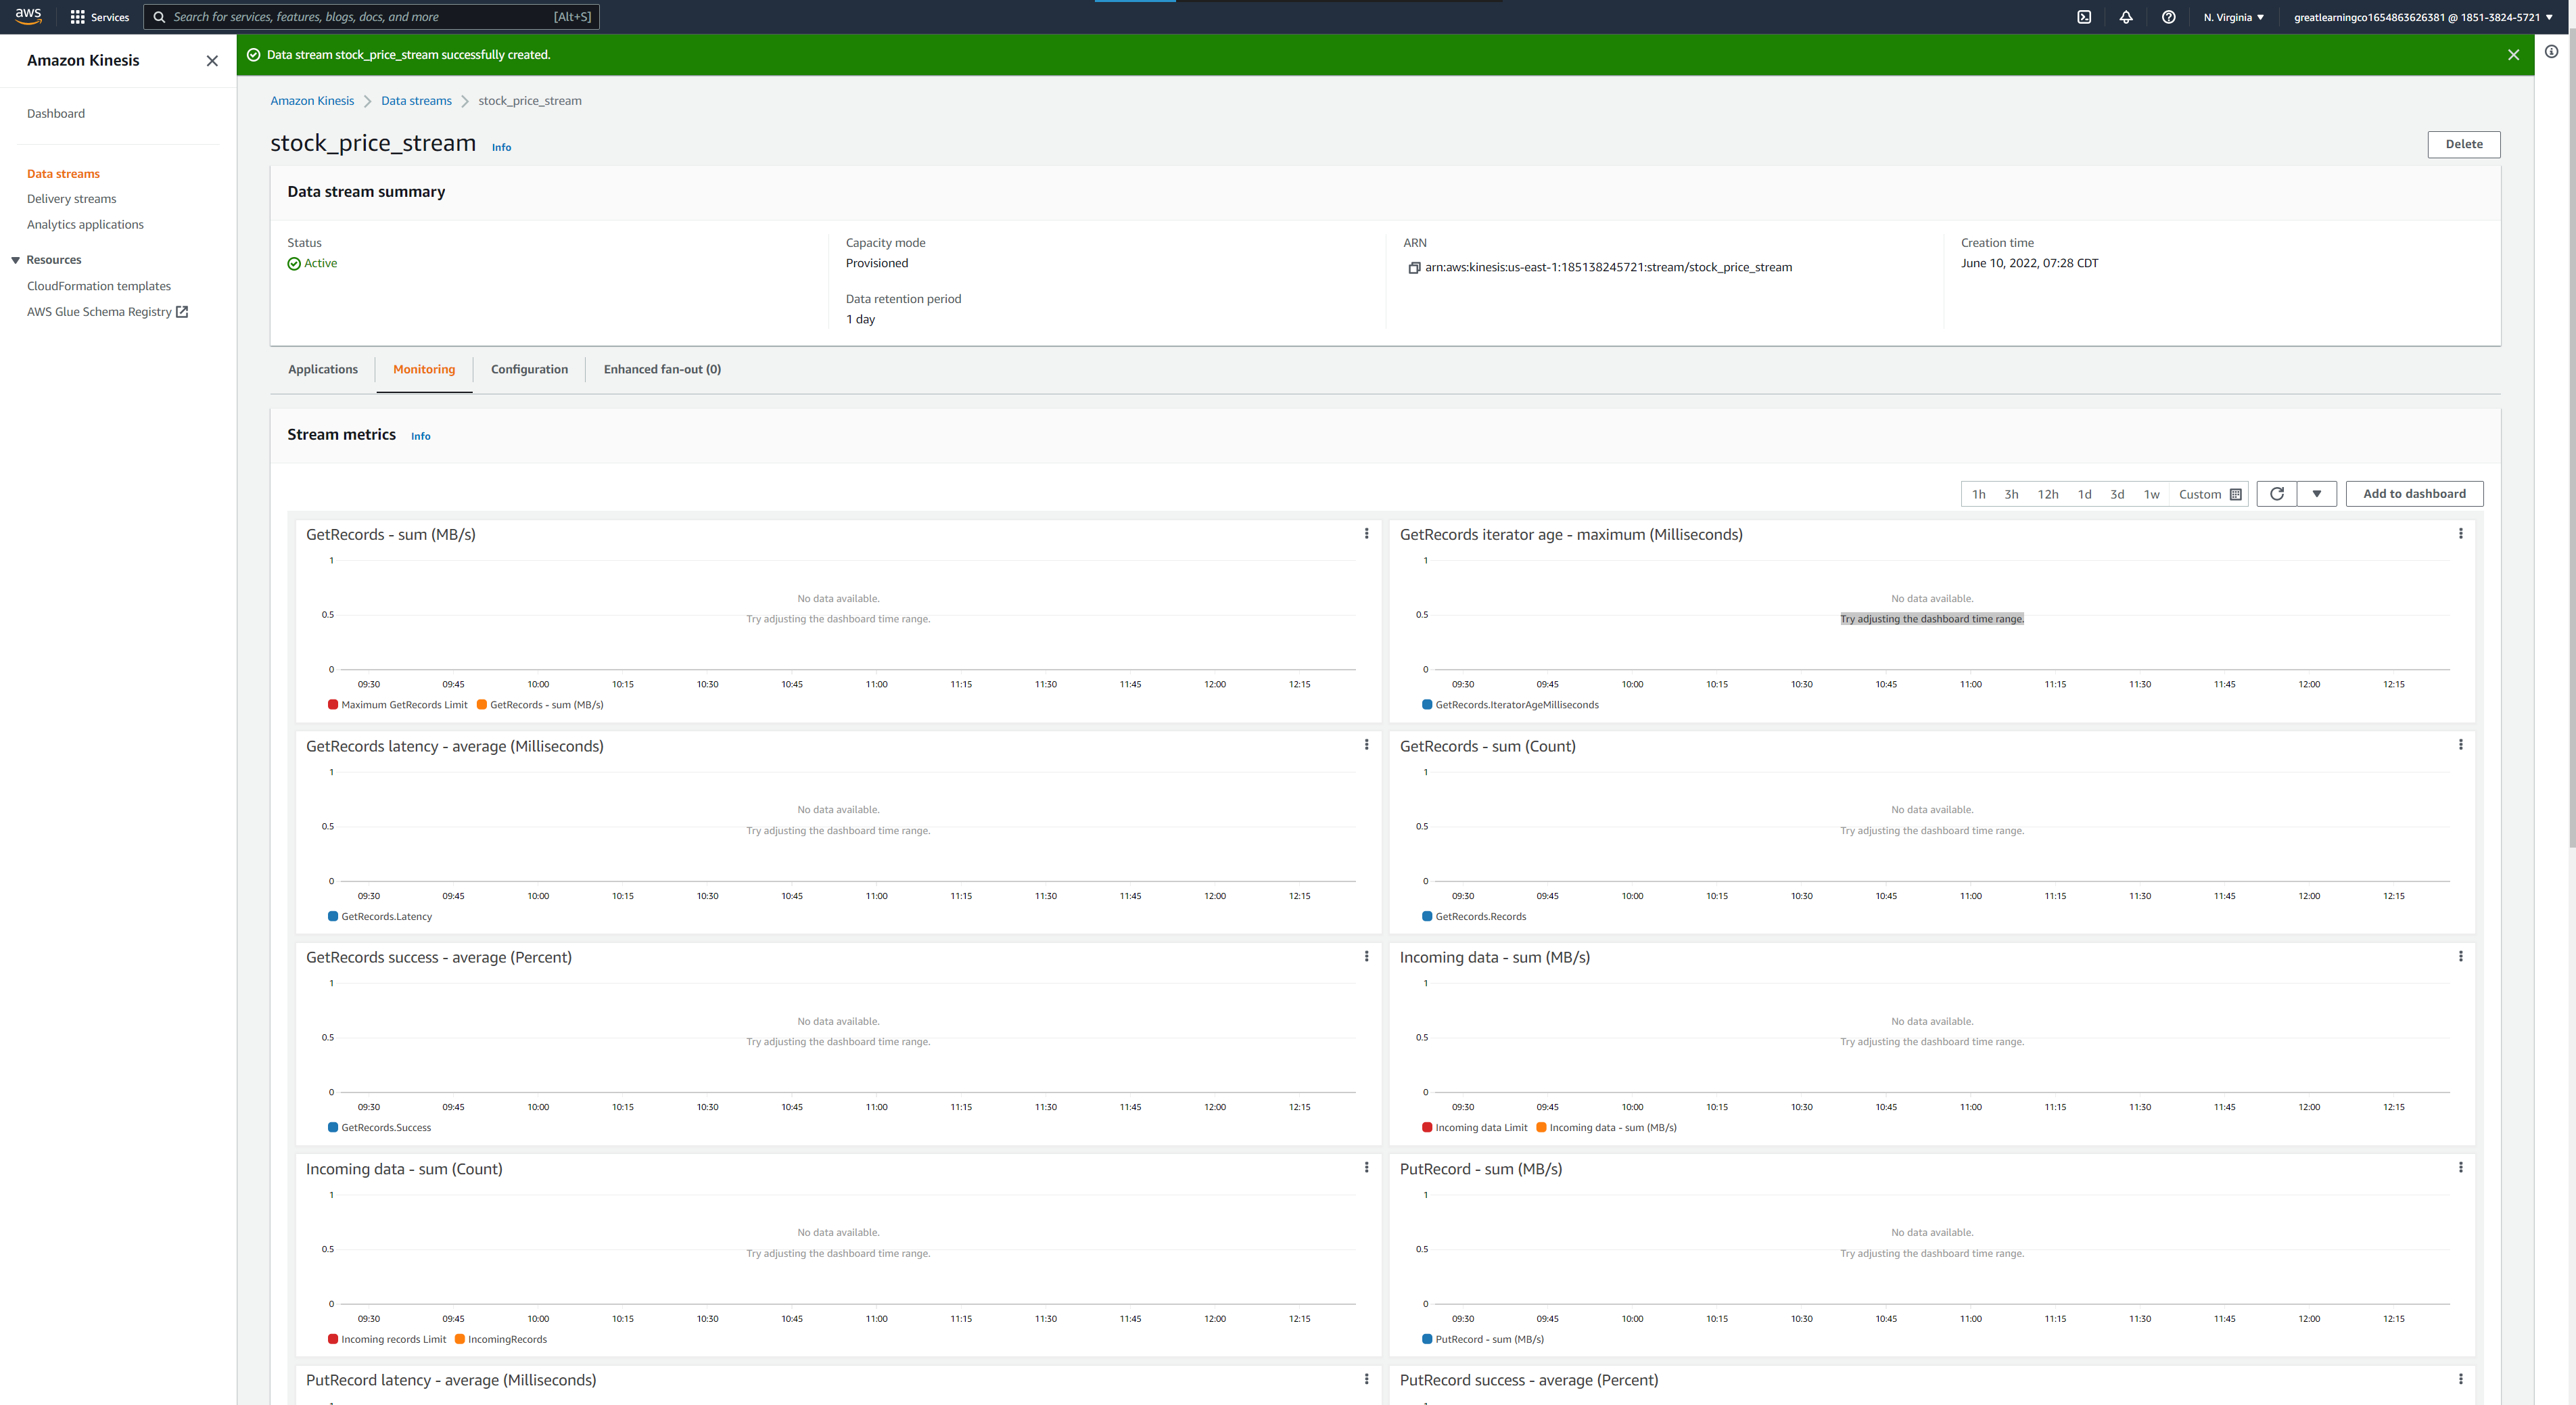 aws Services Search for services, features, blogs, docs, and more [Alt+S] N. Virginia greatlearningco1654863626381 @ 1851-3824-5721
Amazon Kinesis
Dashboard
Data streams
Delivery streams
Analytics applications
Resources
CloudFormation templates
AWS Glue Schema Registry
Data stream stock_price_stream successfully created.
Amazon Kinesis Data streams stock_price_stream
stock_price_stream Info Delete
Data stream summary
Status
Active
Capacity mode
Provisioned
Data retention period
1 day
ARN
arn:aws:kinesis:us-east-1:185138245721:stream/stock_price_stream
Creation time
June 10, 2022, 07:28 CDT
Applications Monitoring Configuration Enhanced fan-out (0)
Stream metrics Info
1h 3h 12h 1d 3d 1w Custom Add to dashboard
GetRecords - sum (MB/s)
1
No data available.
0.5
Try adjusting the dashboard time range.
0
09:30 09:45 10:00 10:15 10:30 10:45 11:00 11:15 11:30 11:45 12:00 12:15
Maximum GetRecords Limit GetRecords - sum (MB/s)
GetRecords iterator age - maximum (Milliseconds)
1
No data available.
0.5
Try adjusting the dashboard time range.
0
09:30 09:45 10:00 10:15 10:30 10:45 11:00 11:15 11:30 11:45 12:00 12:15
GetRecords.IteratorAgeMilliseconds
GetRecords latency - average (Milliseconds)
1
No data available.
0.5
Try adjusting the dashboard time range.
0
09:30 09:45 10:00 10:15 10:30 10:45 11:00 11:15 11:30 11:45 12:00 12:15
GetRecords.Latency
GetRecords - sum (Count)
1
No data available.
0.5
Try adjusting the dashboard time range.
0
09:30 09:45 10:00 10:15 10:30 10:45 11:00 11:15 11:30 11:45 12:00 12:15
GetRecords.Records
GetRecords success - average (Percent)
1
No data available.
0.5
Try adjusting the dashboard time range.
0
09:30 09:45 10:00 10:15 10:30 10:45 11:00 11:15 11:30 11:45 12:00 12:15
GetRecords.Success
Incoming data - sum (MB/s)
1
No data available.
0.5
Try adjusting the dashboard time range.
0
09:30 09:45 10:00 10:15 10:30 10:45 11:00 11:15 11:30 11:45 12:00 12:15
Incoming data Limit Incoming data - sum (MB/s)
Incoming data - sum (Count)
1
No data available.
0.5
Try adjusting the dashboard time range.
0
09:30 09:45 10:00 10:15 10:30 10:45 11:00 11:15 11:30 11:45 12:00 12:15
Incoming records Limit IncomingRecords
PutRecord - sum (MB/s)
1
No data available.
0.5
Try adjusting the dashboard time range.
0
09:30 09:45 10:00 10:15 10:30 10:45 11:00 11:15 11:30 11:45 12:00 12:15
PutRecord - sum (MB/s)
PutRecord latency - average (Milliseconds)
PutRecord success - average (Percent)